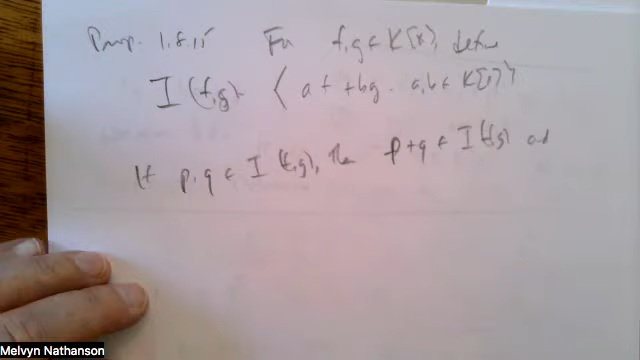 Prop. 1.8.15 For f,g ∈ K[x], define
I(f,g) = { af + bg : a,b ∈ K[x] }
If p, q ∈ I(f,g), then p+q ∈ I(f,g) and
Melvyn Nathanson